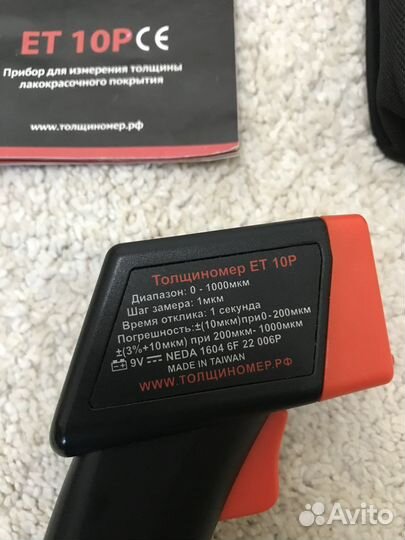 ET 10P CE
Прибор для измерения толщины
лакокрасочного покрытия
www.толщиномер.рф
Толщиномер ET 10P
Диапазон: 0 - 1000мкм
Шаг замера: 1мкм
Время отклика: 1 секунда
Погрешность:±(10мкм)при0-200мкм
±(3%+10мкм) при 200мкм-1000мкм
9V NEDA 1604 6F 22 006P
MADE IN TAIWAN
WWW.ТОЛЩИНОМЕР.РФ
Avito